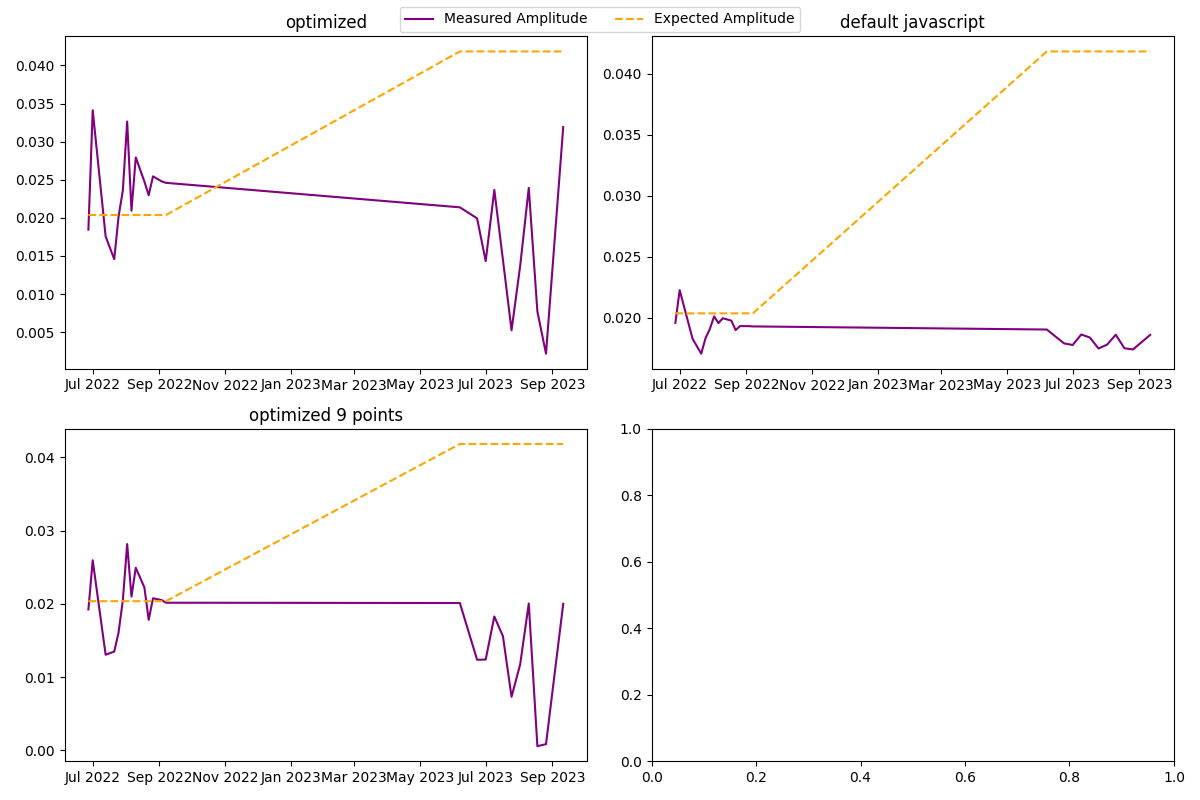 optimized
Measured Amplitude
Expected Amplitude
default javascript
0.040
0.035
0.030
0.025
0.020
0.015
0.010
0.005
Jul 2022 Sep 2022 Nov 2022 Jan 2023 Mar 2023 May 2023 Jul 2023 Sep 2023
0.040
0.035
0.030
0.025
0.020
Jul 2022 Sep 2022 Nov 2022 Jan 2023 Mar 2023 May 2023 Jul 2023 Sep 2023
optimized 9 points
0.04
0.03
0.02
0.01
0.00
Jul 2022 Sep 2022 Nov 2022 Jan 2023 Mar 2023 May 2023 Jul 2023 Sep 2023
1.0
0.8
0.6
0.4
0.2
0.0
0.0 0.2 0.4 0.6 0.8 1.0